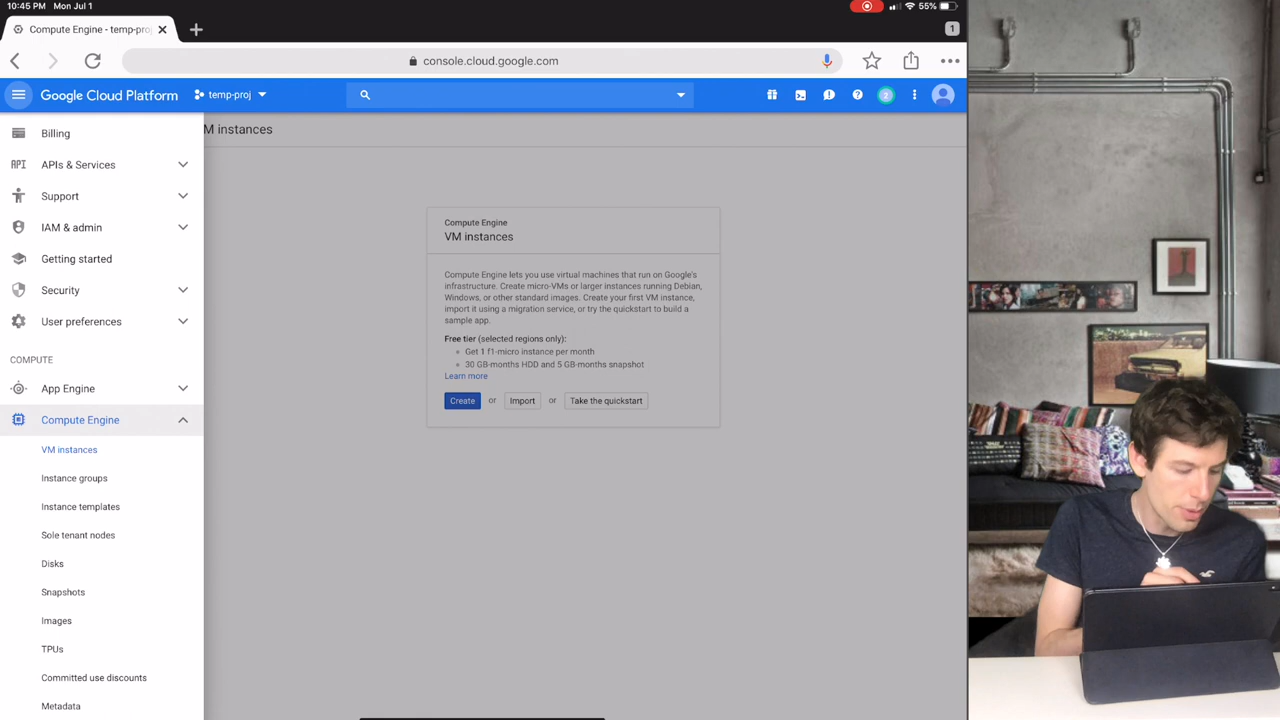 10:45 PM Mon Jul 1
55%
Compute Engine - temp-proj
1
console.cloud.google.com
Google Cloud Platform
temp-proj
2
Billing
API APIs & Services
Support
IAM & admin
Getting started
Security
User preferences
COMPUTE
App Engine
Compute Engine
VM instances
Instance groups
Instance templates
Sole tenant nodes
Disks
Snapshots
Images
TPUs
Committed use discounts
Metadata
M instances
Compute Engine
VM instances
Compute Engine lets you use virtual machines that run on Google's
infrastructure. Create micro-VMs or larger instances running Debian,
Windows, or other standard images. Create your first VM instance,
import it using a migration service, or try the quickstart to build a
sample app.
Free tier (selected regions only):
Get 1 f1-micro instance per month
30 GB-months HDD and 5 GB-months snapshot
Learn more
Create or Import or Take the quickstart